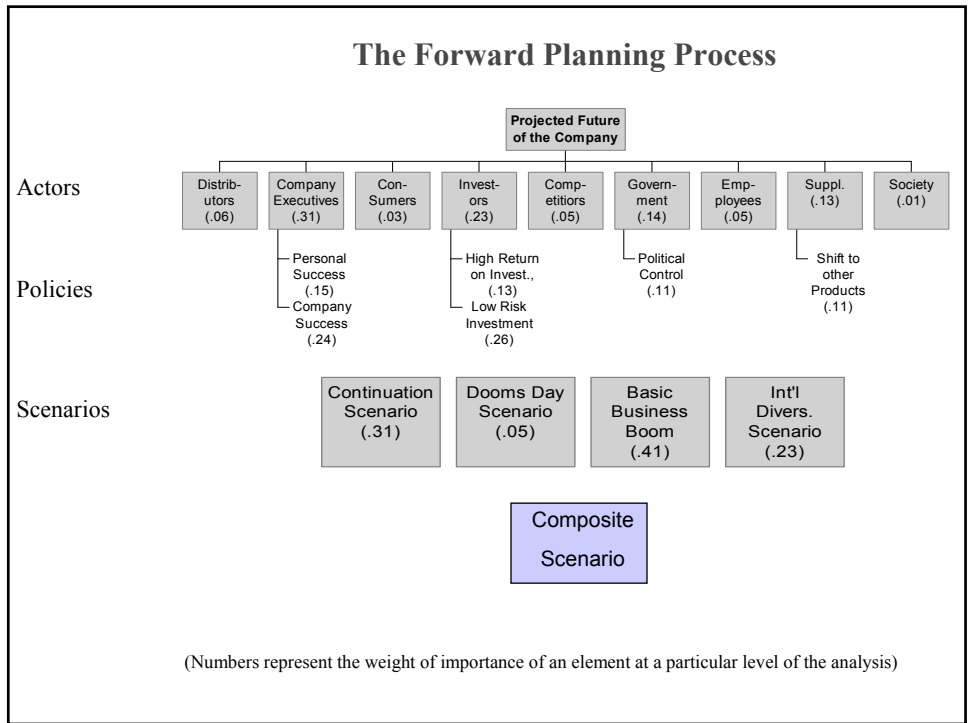 The Forward Planning Process
Projected Future
of the Company
Actors
Distrib-
utors
(.06)
Company
Executives
(.31)
Con-
Sumers
(.03)
Invest-
ors
(.23)
Comp-
etitiors
(.05)
Govern-
ment
(.14)
Emp-
ployees
(.05)
Suppl.
(.13)
Society
(.01)
Policies
Personal
Success
(.15)
Company
Success
(.24)
High Return
on Invest.,
(.13)
Low Risk
Investment
(.26)
Political
Control
(.11)
Shift to
other
Products
(.11)
Scenarios
Continuation
Scenario
(.31)
Dooms Day
Scenario
(.05)
Basic
Business
Boom
(.41)
Int'l
Divers.
Scenario
(.23)
Composite
Scenario
(Numbers represent the weight of importance of an element at a particular level of the analysis)